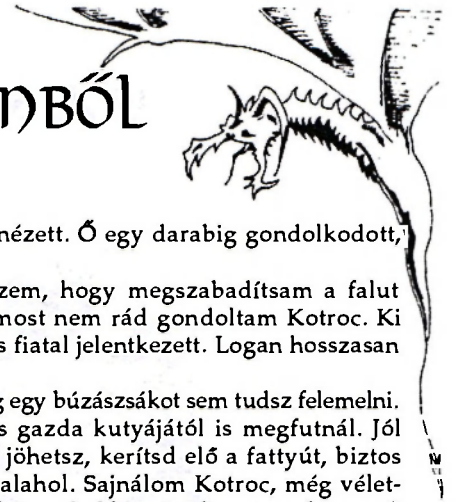 NBŐL
nézett. Ő egy darabig gondolkodott,
zem, hogy megszabadítsam a falut
most nem rád gondoltam Kotroc. Ki
s fiatal jelentkezett. Logan hosszasan
g egy búzászsákot sem tudsz felemelni.
s gazda kutyájától is megfutnál. Jól
jöhetsz, kerítsd elő a fattyút, biztos
alahol. Sajnálom Kotroc, még vélet-